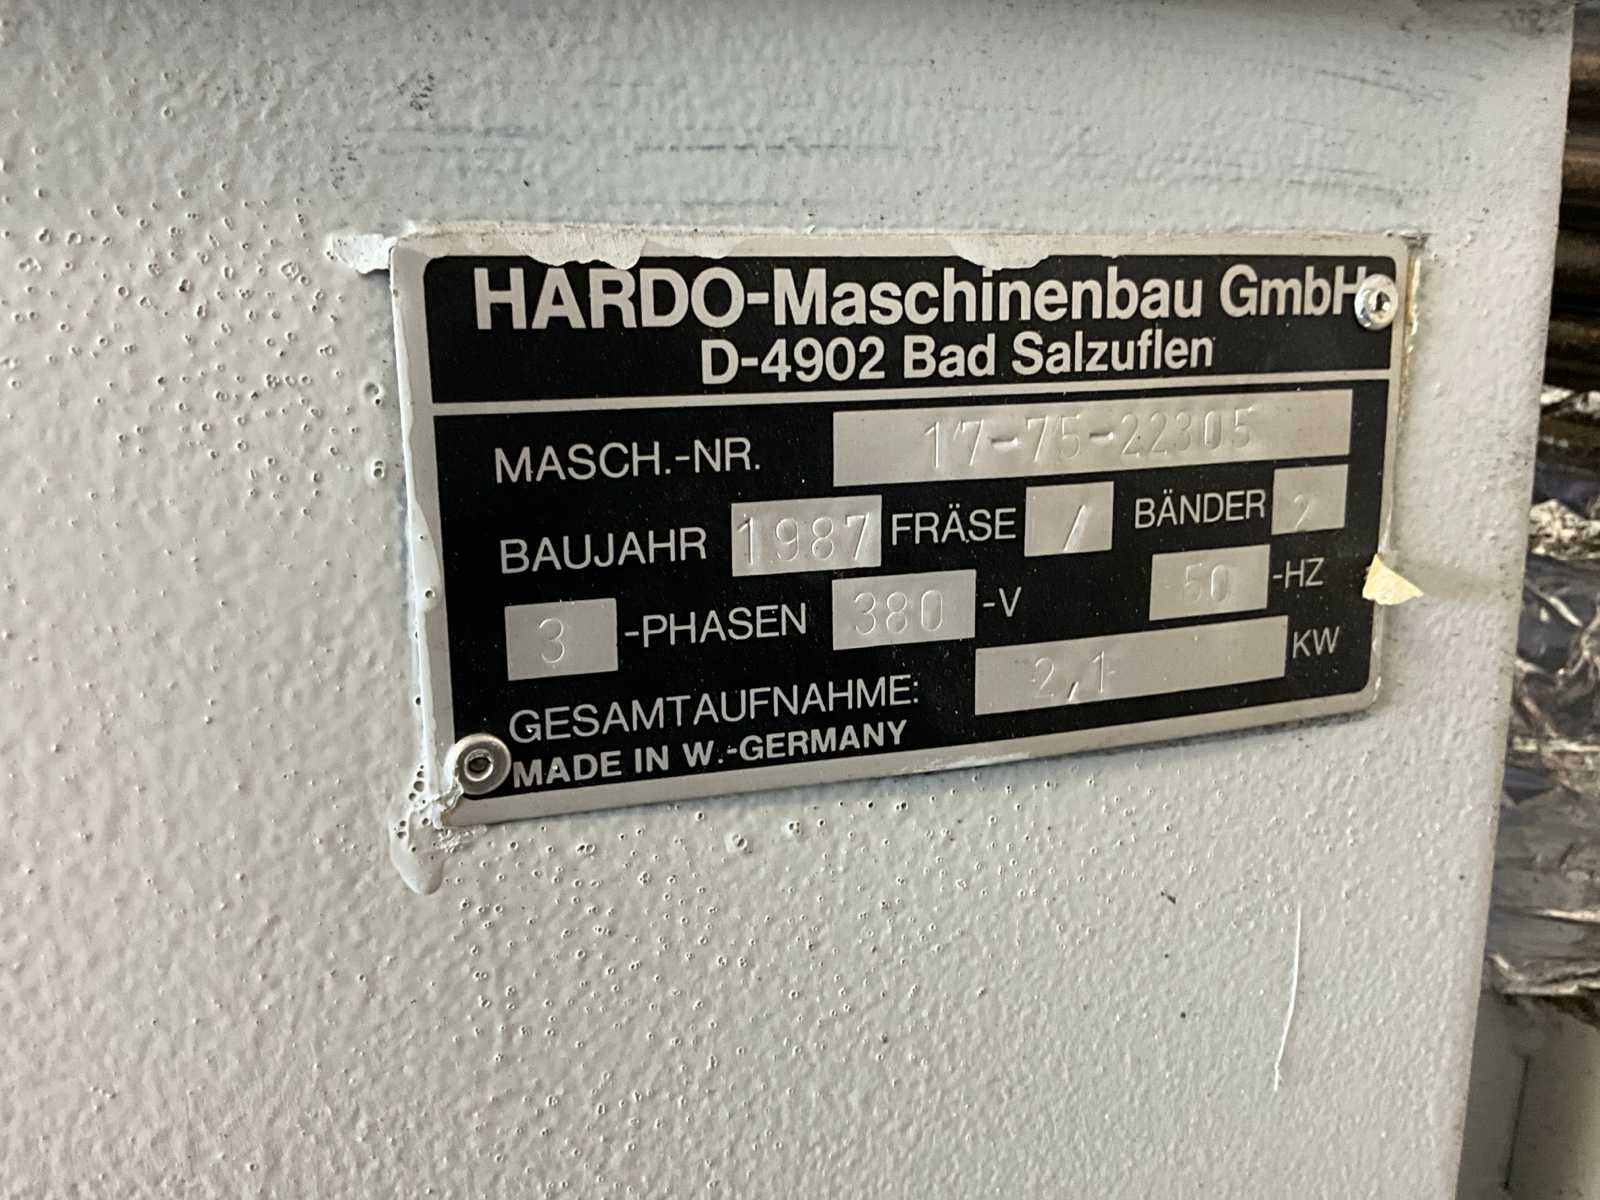 HARDO-Maschinenbau GmbH
D-4902 Bad Salzuflen
MASCH.-NR. 17-75-22305
BAUJAHR 1987 FRÄSE / BÄNDER 2
3 -PHASEN 380 -V 50 -HZ
GESAMTAUFNAHME: 2,1 KW
MADE IN W.-GERMANY